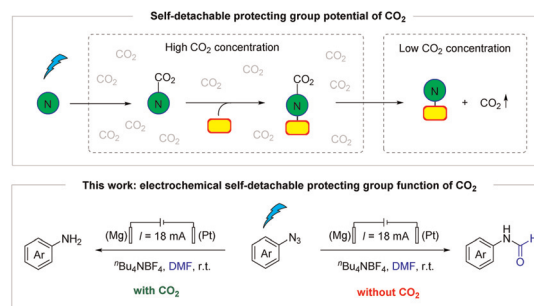 Self-detachable protecting group potential of CO₂
High CO₂ concentration
Low CO₂ concentration
CO₂ CO₂ CO₂ CO₂ CO₂
CO₂ CO₂
N N N N + CO₂
CO₂ CO₂ CO₂ CO₂ CO₂
This work: electrochemical self-detachable protecting group function of CO₂
NH₂ (Mg) (Pt) N₃ (Mg) (Pt) H N H
Ar I = 18 mA Ar I = 18 mA Ar O
ⁿBu₄NBF₄, DMF, r.t. ⁿBu₄NBF₄, DMF, r.t.
with CO₂ without CO₂